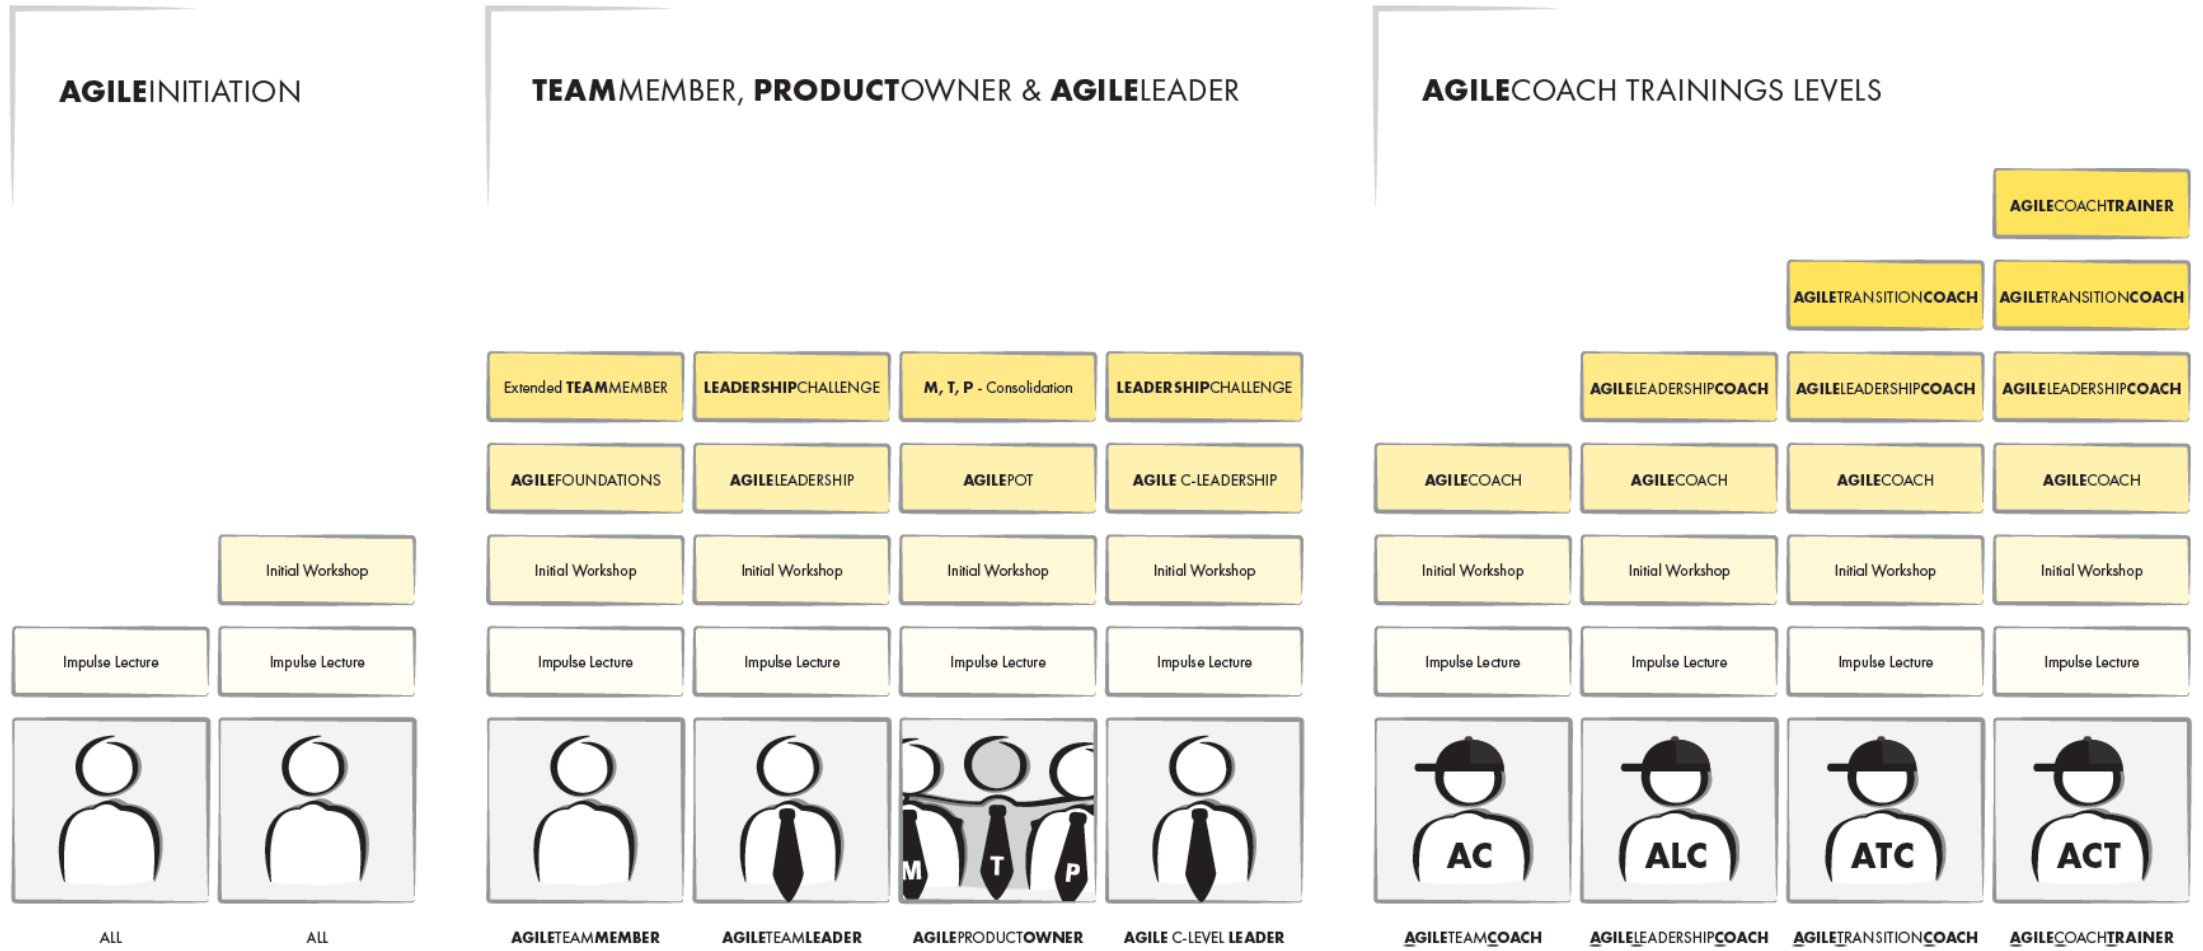 AGILEINITIATION
TEAMMEMBER, PRODUCTOWNER & AGILELEADER
AGILECOACH TRAININGS LEVELS
AGILECOACHTRAINER
AGILETRANSITIONCOACH
AGILETRANSITIONCOACH
Extended TEAMMEMBER
LEADERSHIPCHALLENGE
M, T, P - Consolidation
LEADERSHIPCHALLENGE
AGILELEADERSHIPCOACH
AGILELEADERSHIPCOACH
AGILELEADERSHIPCOACH
AGILEFOUNDATIONS
AGILELEADERSHIP
AGILEPOT
AGILE C-LEADERSHIP
AGILECOACH
AGILECOACH
AGILECOACH
AGILECOACH
Initial Workshop
Initial Workshop
Initial Workshop
Initial Workshop
Initial Workshop
Initial Workshop
Initial Workshop
Initial Workshop
Initial Workshop
Impulse Lecture
Impulse Lecture
Impulse Lecture
Impulse Lecture
Impulse Lecture
Impulse Lecture
Impulse Lecture
Impulse Lecture
Impulse Lecture
Impulse Lecture
M
T
P
AC
ALC
ATC
ACT
ALL
ALL
AGILETEAMMEMBER
AGILETEAMLEADER
AGILEPRODUCTOWNER
AGILE C-LEVEL LEADER
AGILETEAMCOACH
AGILELEADERSHIPCOACH
AGILETRANSITIONCOACH
AGILECOACHTRAINER